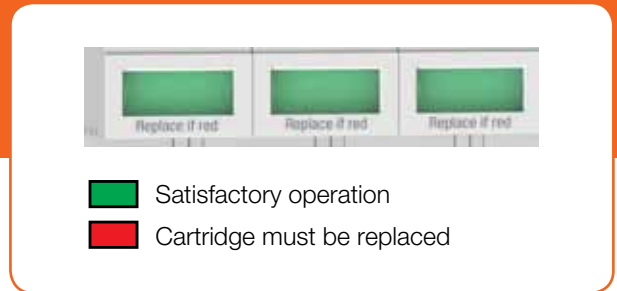 Replace if red Replace if red Replace if red
Satisfactory operation
Cartridge must be replaced